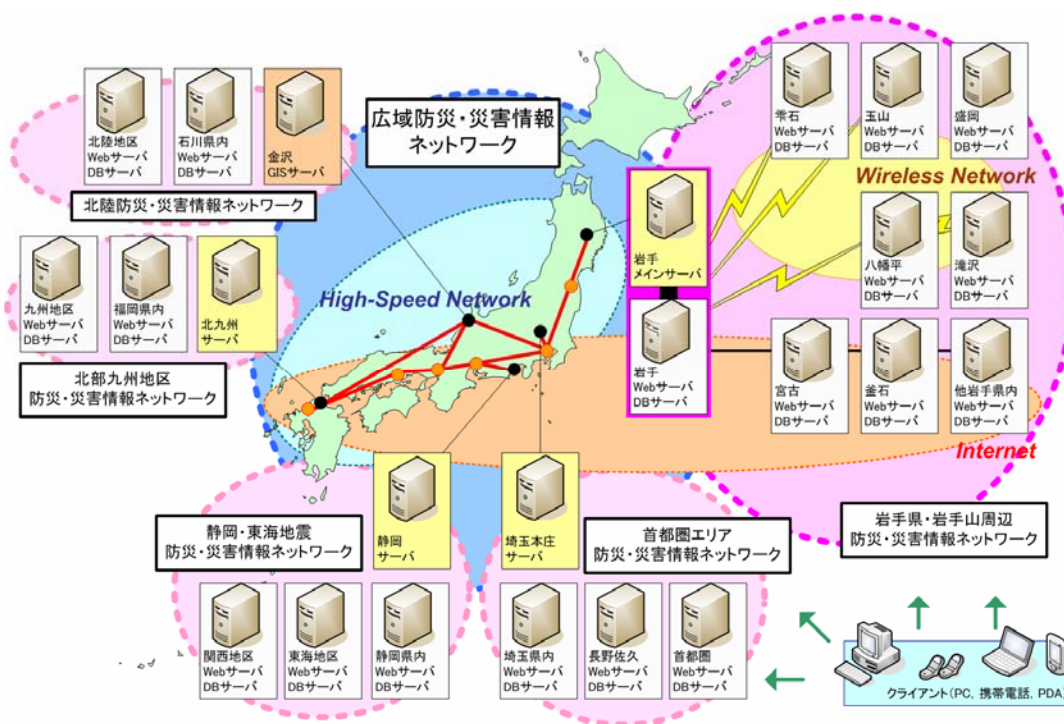 北陸地区
Webサーバ
DBサーバ
石川県内
Webサーバ
DBサーバ
金沢
GISサーバ
北陸防災・災害情報ネットワーク
広域防災・災害情報
ネットワーク
雫石
Webサーバ
DBサーバ
玉山
Webサーバ
DBサーバ
盛岡
Webサーバ
DBサーバ
Wireless Network
九州地区
Webサーバ
DBサーバ
福岡県内
Webサーバ
DBサーバ
北九州
サーバ
北部九州地区
防災・災害情報ネットワーク
High-Speed Network
岩手
メインサーバ
岩手
Webサーバ
DBサーバ
八幡平
Webサーバ
DBサーバ
滝沢
Webサーバ
DBサーバ
宮古
Webサーバ
DBサーバ
釜石
Webサーバ
DBサーバ
他岩手県内
Webサーバ
DBサーバ
Internet
岩手県・岩手山周辺
防災・災害情報ネットワーク
静岡・東海地震
防災・災害情報ネットワーク
静岡
サーバ
埼玉本庄
サーバ
首都圏エリア
防災・災害情報ネットワーク
関西地区
Webサーバ
DBサーバ
東海地区
Webサーバ
DBサーバ
静岡県内
Webサーバ
DBサーバ
埼玉県内
Webサーバ
DBサーバ
長野佐久
Webサーバ
DBサーバ
首都圏
Webサーバ
DBサーバ
クライアント(PC, 携帯電話, PDA)